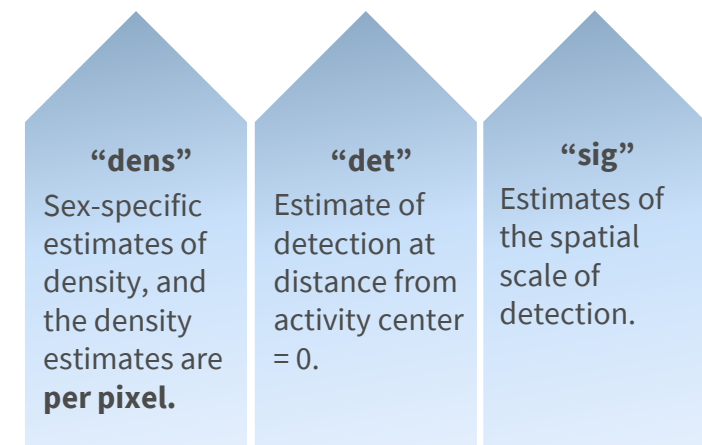 “dens”
Sex-specific
estimates of
density, and
the density
estimates are
per pixel.
“det”
Estimate of
detection at
distance from
activity center
= 0.
“sig”
Estimates of
the spatial
scale of
detection.